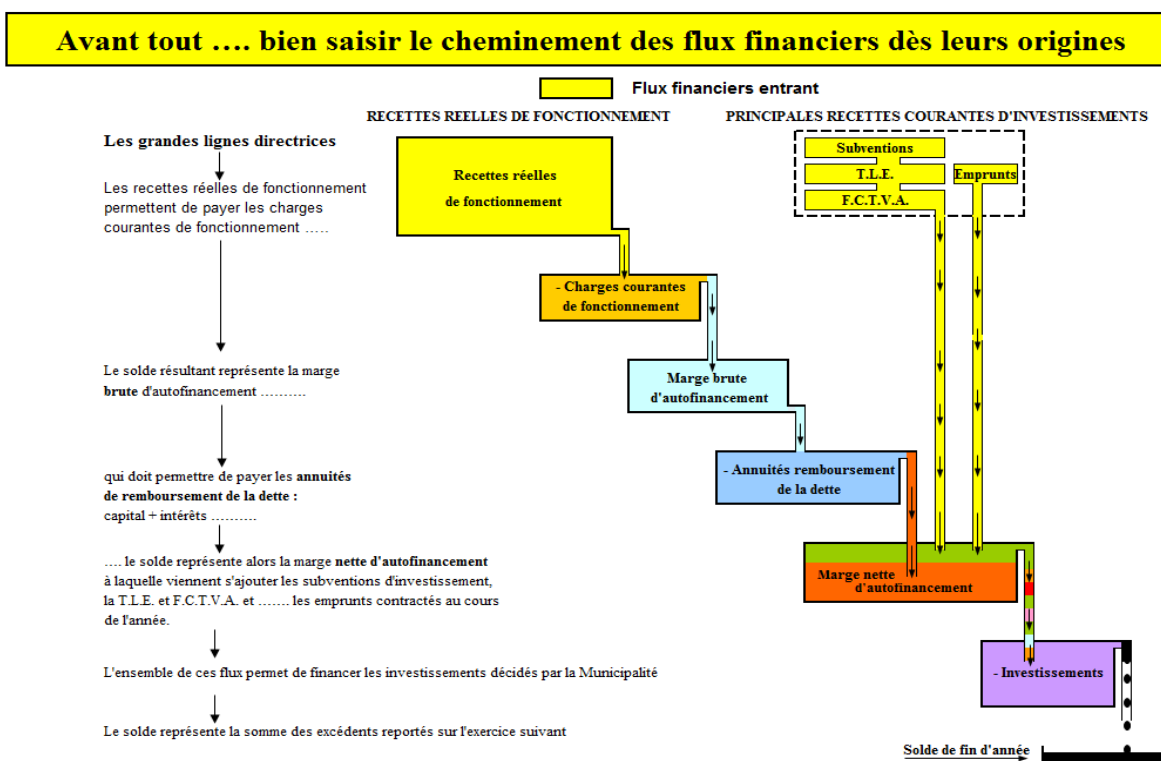 Avant tout .... bien saisir le cheminement des flux financiers dès leurs origines
Flux financiers entrant
RECETTES REELLES DE FONCTIONNEMENT
PRINCIPALES RECETTES COURANTES D'INVESTISSEMENTS
Les grandes lignes directrices
Les recettes réelles de fonctionnement
permettent de payer les charges
courantes de fonctionnement .....
Recettes réelles
de fonctionnement
Subventions
T.L.E.
F.C.T.V.A.
Emprunts
- Charges courantes
de fonctionnement
Le solde résultant représente la marge
brute d'autofinancement ..........
Marge brute
d'autofinancement
qui doit permettre de payer les annuités
de remboursement de la dette :
capital + intérêts ..........
- Annuités remboursement
de la dette
.... le solde représente alors la marge nette d'autofinancement
à laquelle viennent s'ajouter les subventions d'investissement,
la T.L.E. et F.C.T.V.A. et ....... les emprunts contractés au cours
de l'année.
Marge nette
d'autofinancement
L'ensemble de ces flux permet de financer les investissements décidés par la Municipalité
- Investissements
Le solde représente la somme des excédents reportés sur l'exercice suivant
Solde de fin d'année